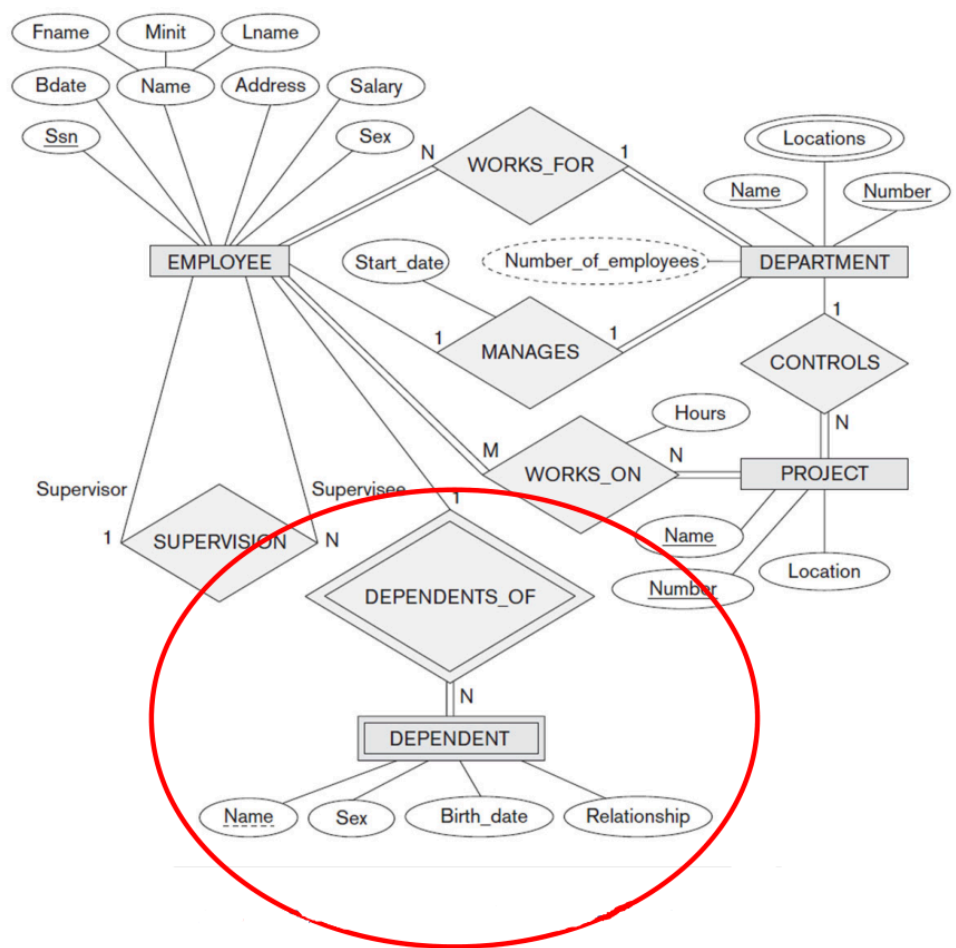 Fname
Minit
Lname
Bdate
Name
Address
Salary
Ssn
Sex
N
WORKS_FOR
1
Locations
Name
Number
EMPLOYEE
Start_date
Number_of_employees
DEPARTMENT
1
MANAGES
1
1
CONTROLS
N
Hours
M
WORKS_ON
N
PROJECT
Supervisor
Supervisee
1
1
SUPERVISION
N
Name
Number
Location
DEPENDENTS_OF
N
DEPENDENT
Name
Sex
Birth_date
Relationship